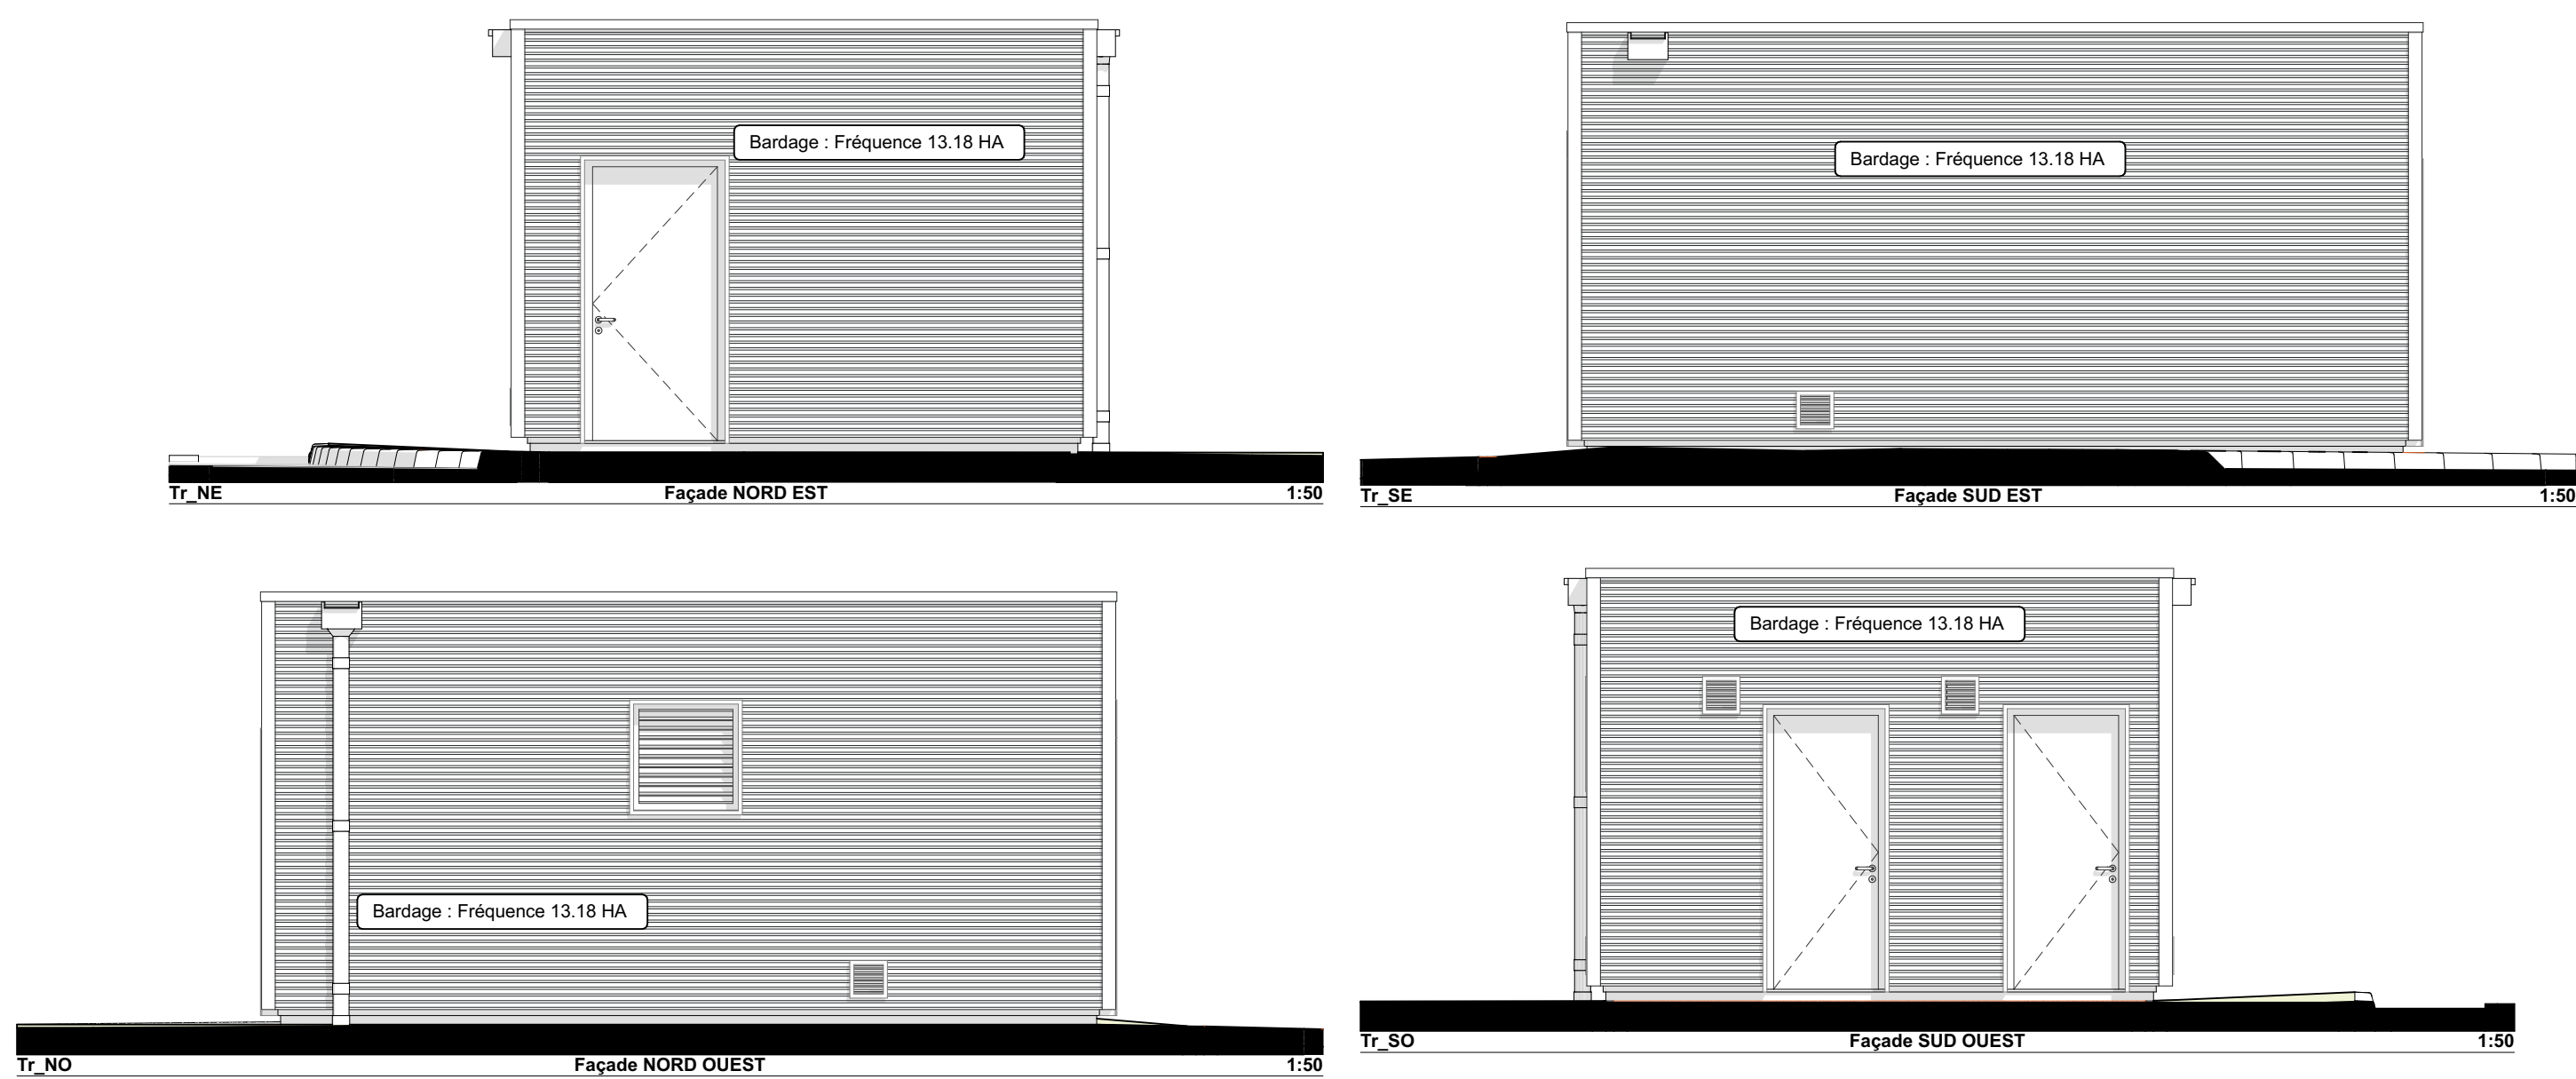 Bardage : Fréquence 13.18 HA
Tr_NE Façade NORD EST 1:50
Bardage : Fréquence 13.18 HA
Tr_SE Façade SUD EST 1:50
Bardage : Fréquence 13.18 HA
Tr_NO Façade NORD OUEST 1:50
Bardage : Fréquence 13.18 HA
Tr_SO Façade SUD OUEST 1:50